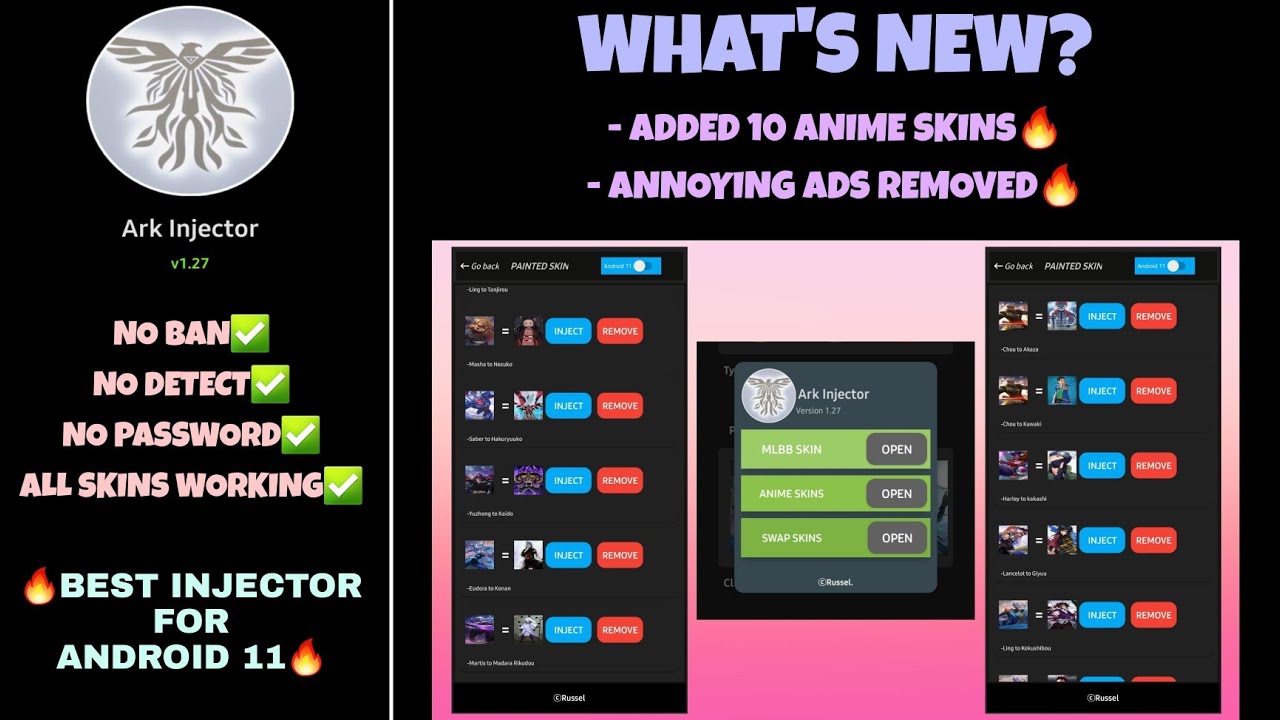 Ark Injector
v1.27
NO BAN✅
NO DETECT✅
NO PASSWORD✅
ALL SKINS WORKING✅
🔥BEST INJECTOR
FOR
ANDROID 11🔥
WHAT'S NEW?
- ADDED 10 ANIME SKINS🔥
- ANNOYING ADS REMOVED🔥
← Go back PAINTED SKIN Android 11
-Ling to Tanjirou
= INJECT REMOVE
-Masha to Nezuko
= INJECT REMOVE
-Saber to Hakuryuuko
= INJECT REMOVE
-Yuzhong to Kaido
= INJECT REMOVE
-Eudora to Konan
= INJECT REMOVE
-Martis to Madara Rikudou
©Russel
Ty
P
Ark Injector
Version 1.27
MLBB SKIN OPEN
ANIME SKINS OPEN
SWAP SKINS OPEN
©Russel.
Cl
← Go back PAINTED SKIN Android 11
= INJECT REMOVE
-Chou to Akaza
= INJECT REMOVE
-Chou to Kawaki
= INJECT REMOVE
-Harley to kakashi
= INJECT REMOVE
-Lancelot to Giyuu
= INJECT REMOVE
-Ling to Kokushibou
= INJECT REMOVE
©Russel